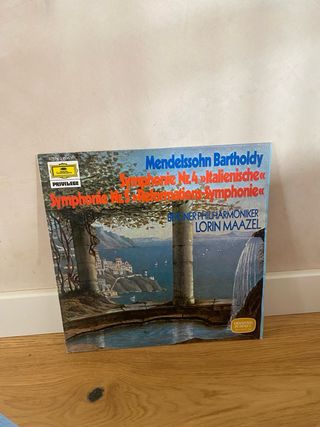 PRIVILEGE
Mendelssohn Bartholdy
Symphonie Nr.4 »Italienische«
Symphonie Nr.5 »Reformations-Symphonie«
BERLINER PHILHARMONIKER
LORIN MAAZEL